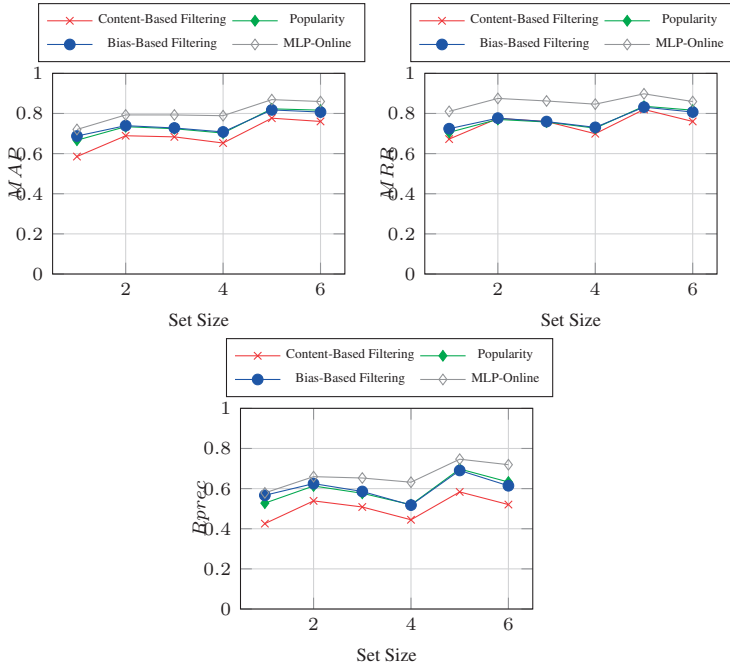 Content-Based Filtering Popularity
Bias-Based Filtering MLP-Online
1
0.8
0.6
0.4
0.2
0
MAP
2 4 6
Set Size
Content-Based Filtering Popularity
Bias-Based Filtering MLP-Online
1
0.8
0.6
0.4
0.2
0
MRR
2 4 6
Set Size
Content-Based Filtering Popularity
Bias-Based Filtering MLP-Online
1
0.8
0.6
0.4
0.2
0
Rprec
2 4 6
Set Size